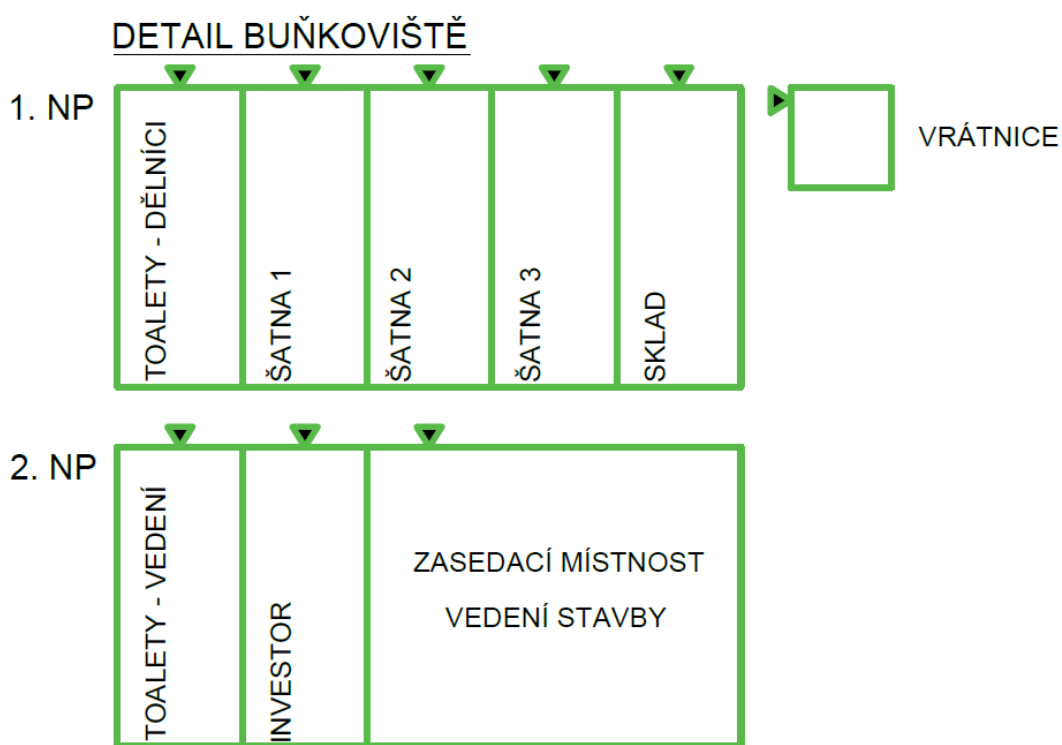 DETAIL BUŇKOVIŠTĚ
1. NP
TOALETY - DĚLNÍCI
ŠATNA 1
ŠATNA 2
ŠATNA 3
SKLAD
VRÁTNICE
2. NP
TOALETY - VEDENÍ
INVESTOR
ZASEDACÍ MÍSTNOST
VEDENÍ STAVBY